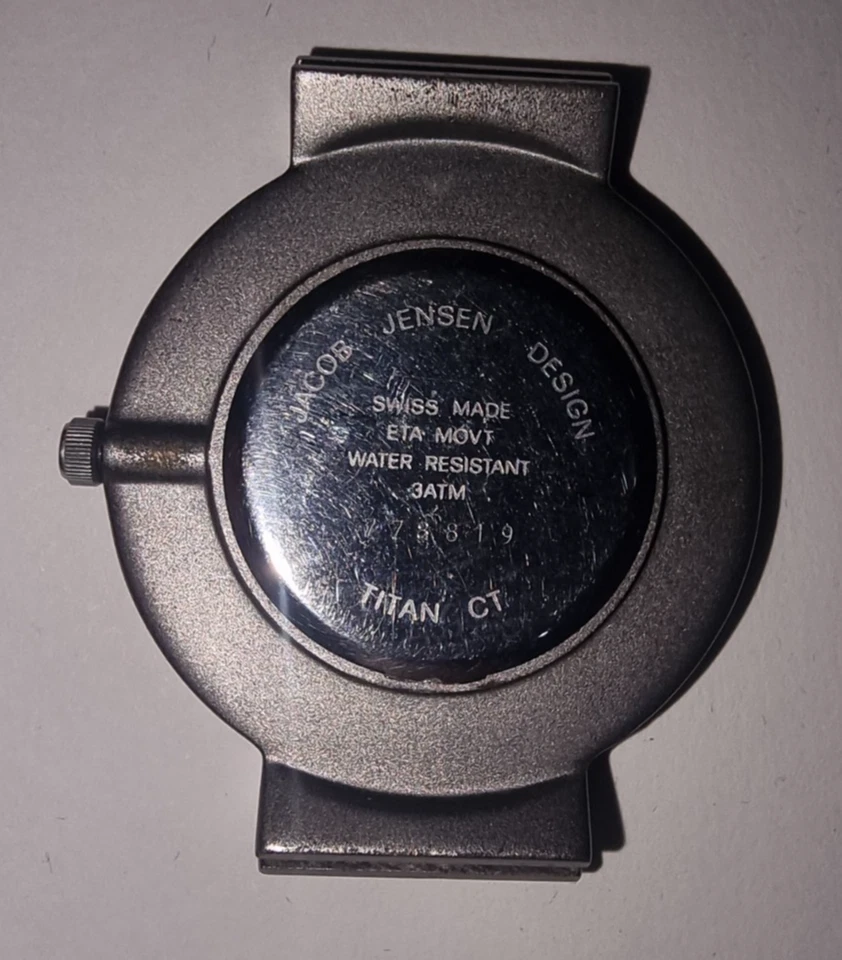 JACOB JENSEN DESIGN
SWISS MADE
ETA MOVT
WATER RESISTANT
3ATM
TITAN CT